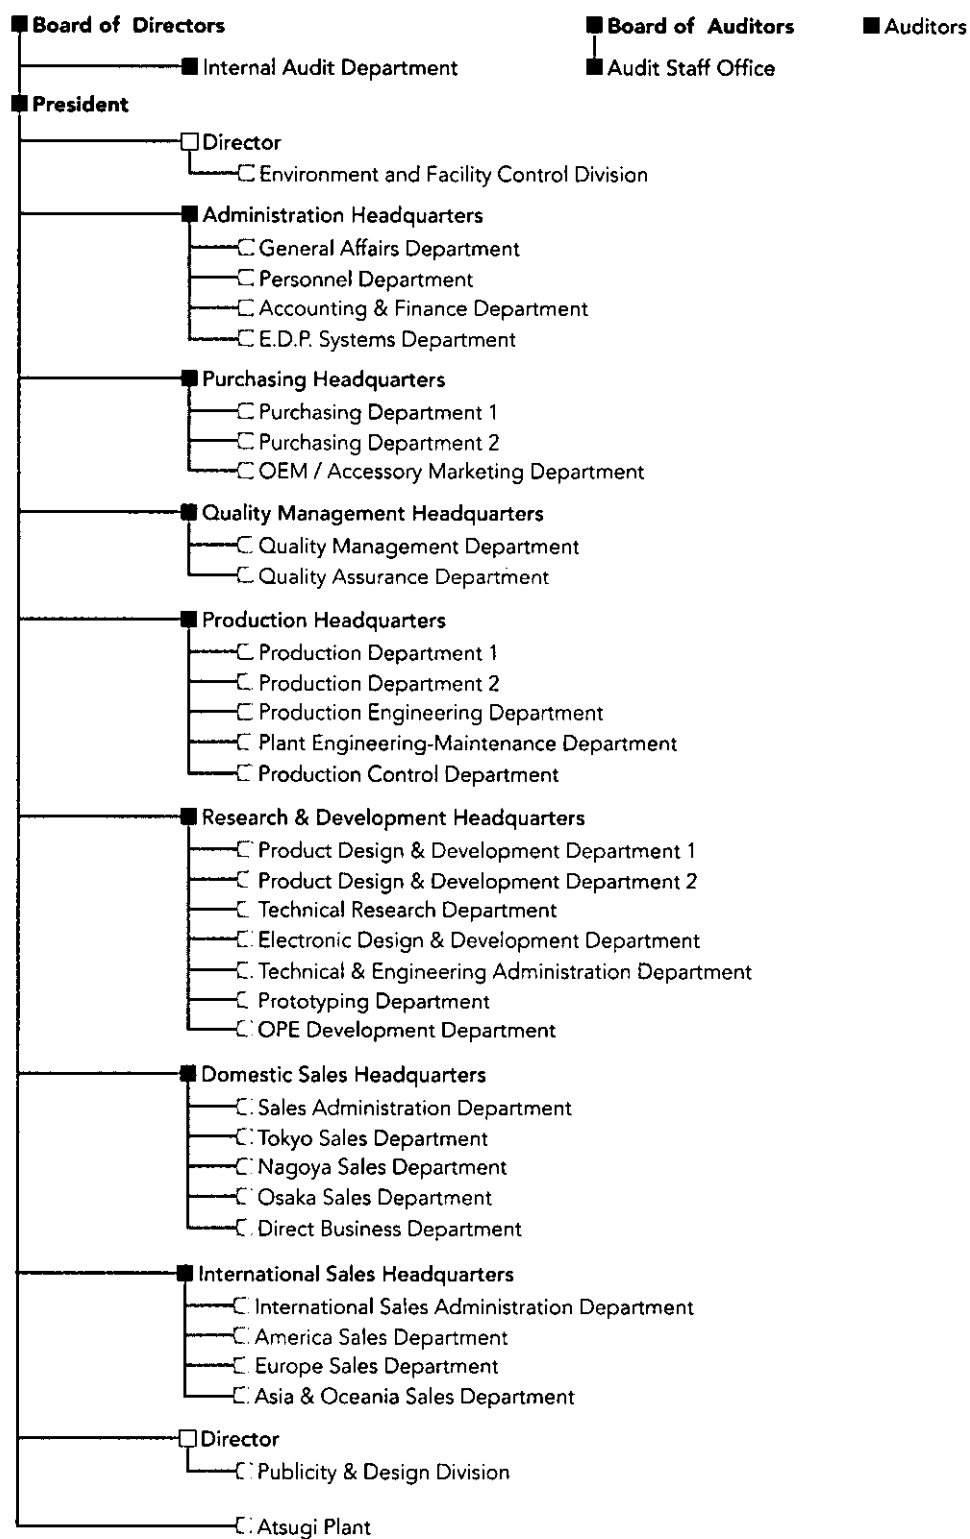 Board of Directors
Board of Auditors
Auditors
Internal Audit Department
Audit Staff Office
President
Director
Environment and Facility Control Division
Administration Headquarters
General Affairs Department
Personnel Department
Accounting & Finance Department
E.D.P. Systems Department
Purchasing Headquarters
Purchasing Department 1
Purchasing Department 2
OEM / Accessory Marketing Department
Quality Management Headquarters
Quality Management Department
Quality Assurance Department
Production Headquarters
Production Department 1
Production Department 2
Production Engineering Department
Plant Engineering-Maintenance Department
Production Control Department
Research & Development Headquarters
Product Design & Development Department 1
Product Design & Development Department 2
Technical Research Department
Electronic Design & Development Department
Technical & Engineering Administration Department
Prototyping Department
OPE Development Department
Domestic Sales Headquarters
Sales Administration Department
Tokyo Sales Department
Nagoya Sales Department
Osaka Sales Department
Direct Business Department
International Sales Headquarters
International Sales Administration Department
America Sales Department
Europe Sales Department
Asia & Oceania Sales Department
Director
Publicity & Design Division
Atsugi Plant